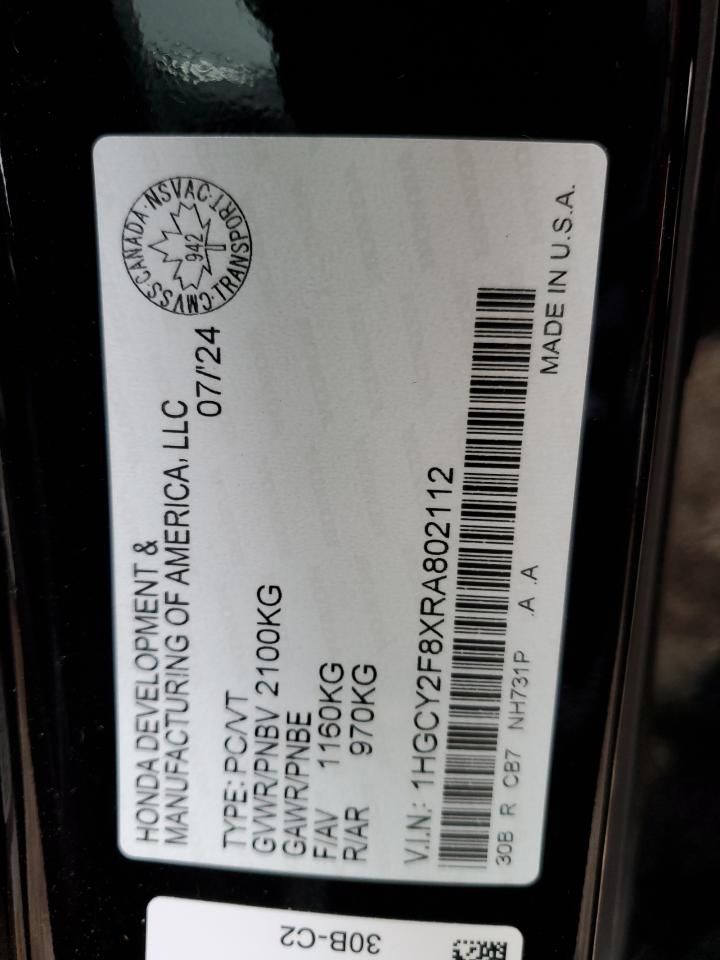 HONDA DEVELOPMENT &
MANUFACTURING OF AMERICA, LLC
07/'24
CMVSS·CANADA·NSVAC·TRANSPORT·
942
TYPE: PC/VT
GVWR/PNBV 2100KG
GAWR/PNBE
F/AV 1160KG
R/AR 970KG
V.I.N.: 1HGCY2F8XRA802112
30B R CB7 NH731P .A .A
MADE IN U.S.A.
30B-C2